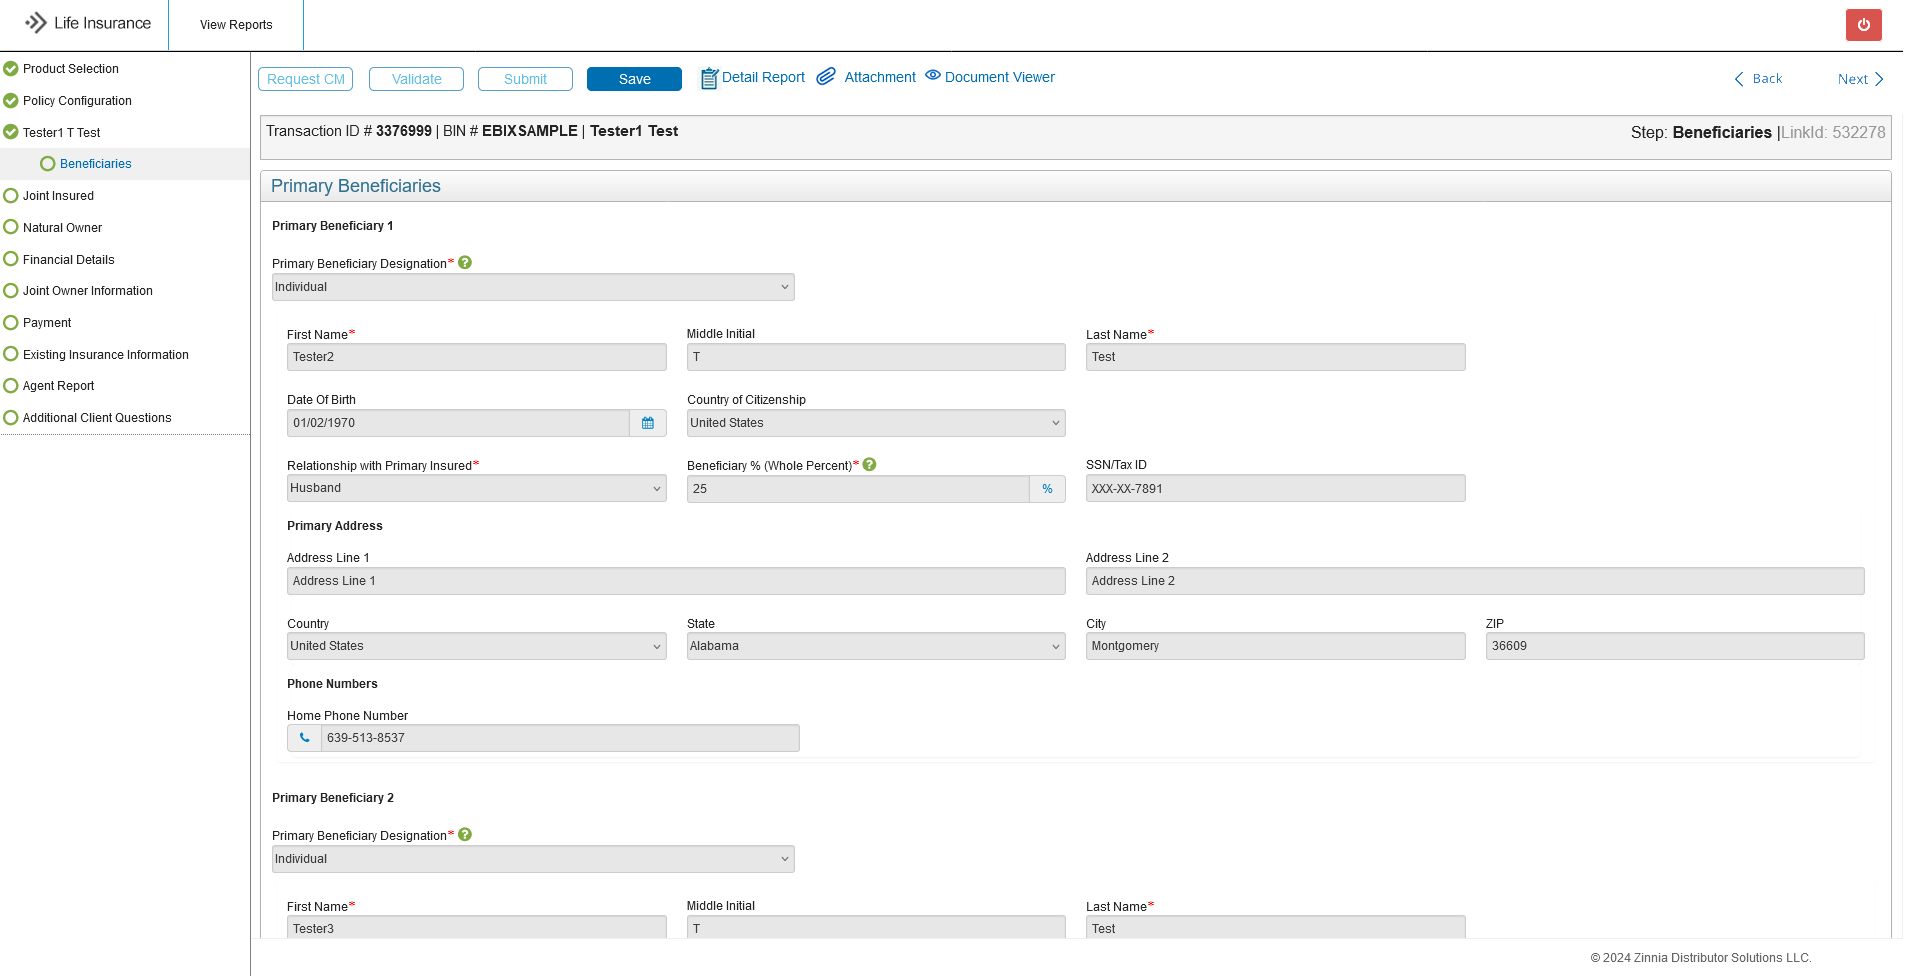 Life Insurance
View Reports
Product Selection
Policy Configuration
Tester1 T Test
Beneficiaries
Joint Insured
Natural Owner
Financial Details
Joint Owner Information
Payment
Existing Insurance Information
Agent Report
Additional Client Questions
Request CM Validate Submit Save Detail Report Attachment Document Viewer Back Next
Transaction ID # 3376999 | BIN # EBIXSAMPLE | Tester1 Test
Step: Beneficiaries |LinkId: 532278
Primary Beneficiaries
Primary Beneficiary 1
Primary Beneficiary Designation* ?
Individual
First Name* Middle Initial Last Name*
Tester2 T Test
Date Of Birth Country of Citizenship
01/02/1970 United States
Relationship with Primary Insured* Beneficiary % (Whole Percent)* ? SSN/Tax ID
Husband 25 % XXX-XX-7891
Primary Address
Address Line 1 Address Line 2
Address Line 1 Address Line 2
Country State City ZIP
United States Alabama Montgomery 36609
Phone Numbers
Home Phone Number
639-513-8537
Primary Beneficiary 2
Primary Beneficiary Designation* ?
Individual
First Name* Middle Initial Last Name*
Tester3 T Test
© 2024 Zinnia Distributor Solutions LLC.